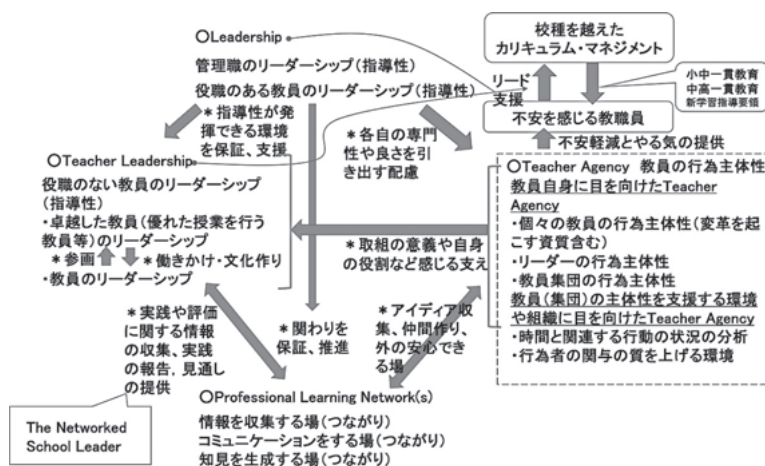 ○Leadership
管理職のリーダーシップ(指導性)
役職のある教員のリーダーシップ(指導性)
リード
支援
校種を越えた
カリキュラム・マネジメント
小中一貫教育
中高一貫教育
新学習指導要領
不安を感じる教職員
不安軽減とやる気の提供
*指導性が発
揮できる環境
を保証、支援
*各自の専門
性や良さを引
き出す配慮
○Teacher Leadership
役職のない教員のリーダーシップ
(指導性)
・卓越した教員(優れた授業を行う
教員等)のリーダーシップ
*参画
*働きかけ・文化作り
・教員のリーダーシップ
○Teacher Agency 教員の行為主体性
教員自身に目を向けたTeacher
Agency
・個々の教員の行為主体性(変革を起
こす資質含む)
・リーダーの行為主体性
・教員集団の行為主体性
教員(集団)の主体性を支援する環境
や組織に目を向けたTeacher Agency
・時間と関連する行動の状況の分析
・行為者の関与の質を上げる環境
*取組の意義や自身
の役割など感じる支え
*実践や評価
に関する情報
の収集、実践
の報告,見通し
の提供
*関わりを
保証、推進
*アイディア収
集、仲間作り、
外の安心でき
る場
The Networked
School Leader
○Professional Learning Network(s)
情報を収集する場(つながり)
コミュニケーションをする場(つながり)
知見を生成する場(つながり)